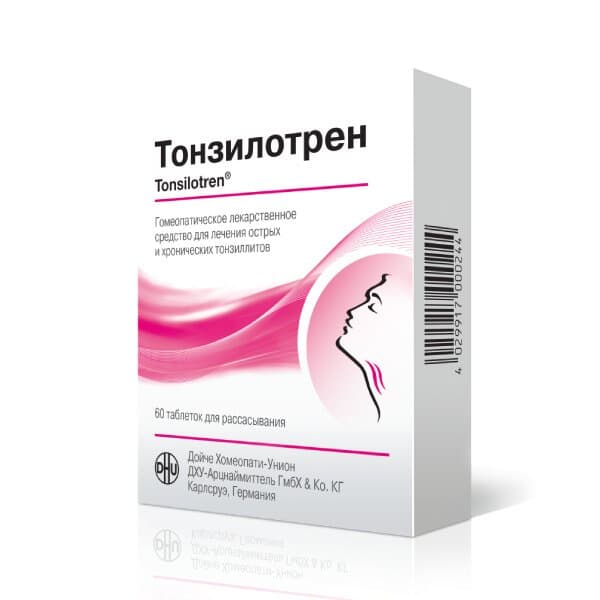 Тонзилотрен
Tonsilotren®
Гомеопатическое лекарственное
средство для лечения острых
и хронических тонзиллитов
60 таблеток для рассасывания
DHU
Дойче Хомеопати-Унион
ДХУ-Арцнаймиттель ГмбХ & Ко. КГ
Карлсруэ, Германия
4 029917 000244